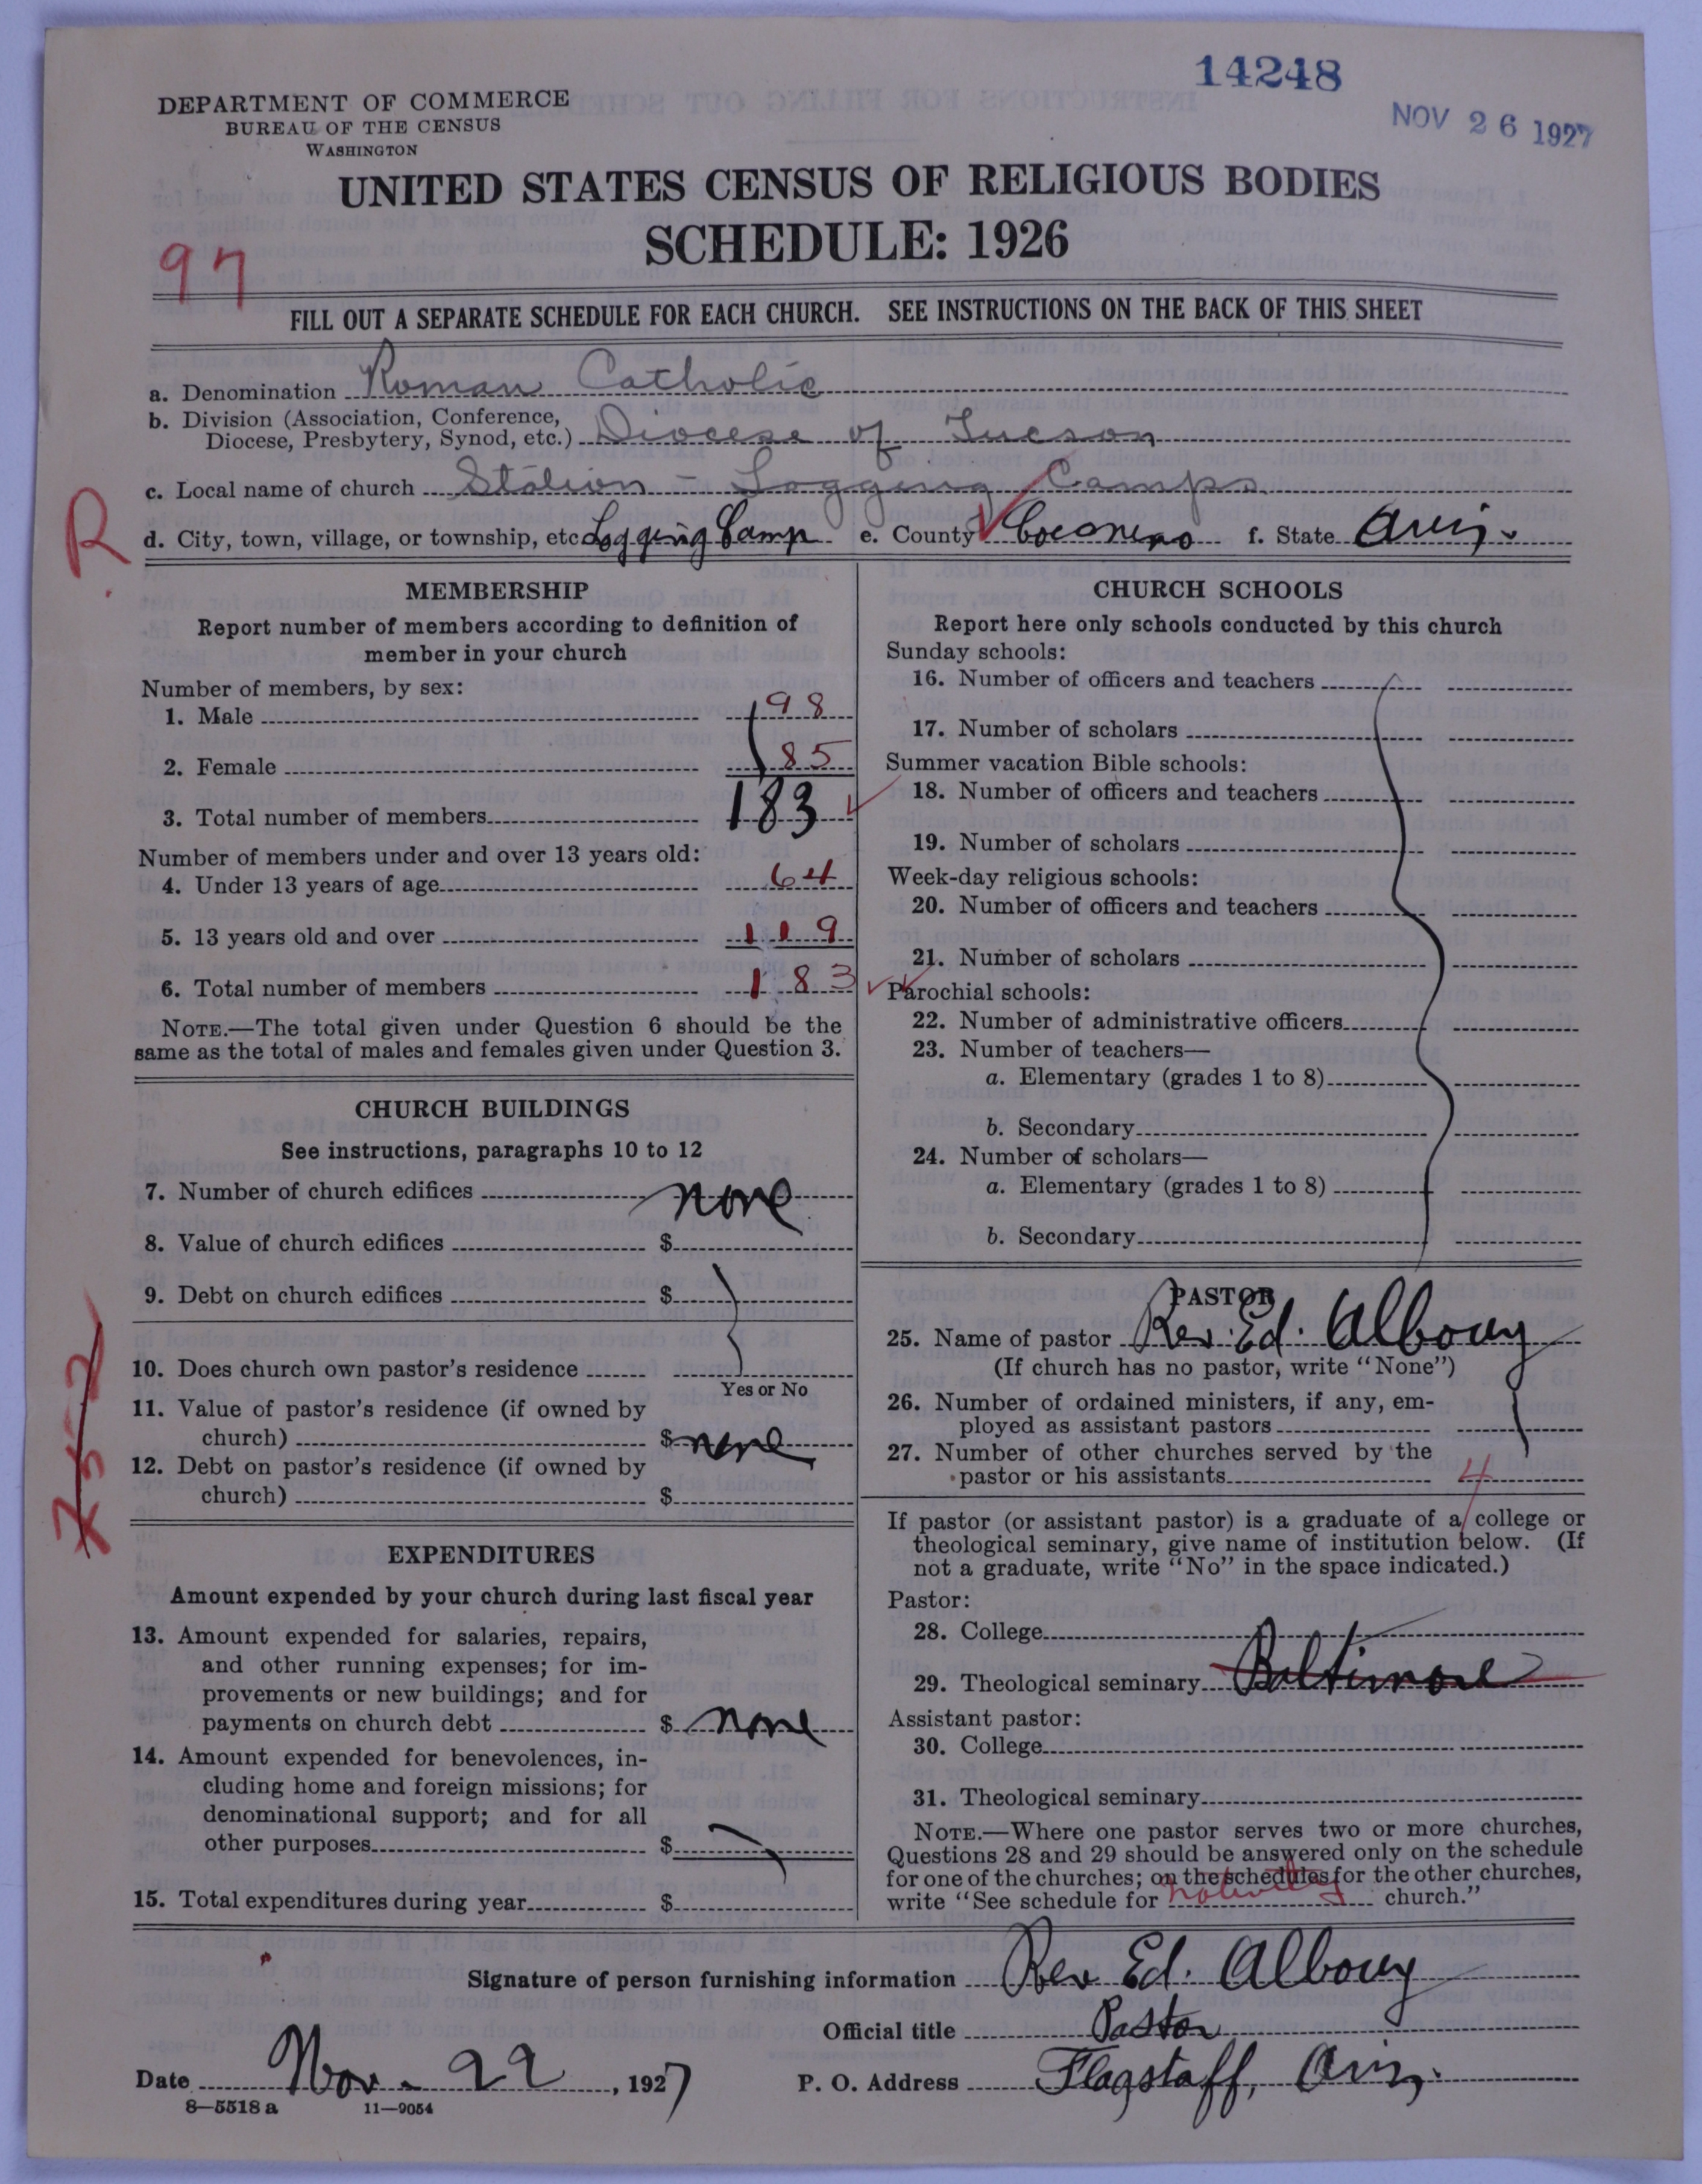 14248
NOV 26 1927
DEPARTMENT OF COMMERCE
BUREAU OF THE CENSUS
WASHINGTON
UNITED STATES CENSUS OF RELIGIOUS BODIES
SCHEDULE: 1926
97
FILL OUT A SEPARATE SCHEDULE FOR EACH CHURCH. SEE INSTRUCTIONS ON THE BACK OF THIS SHEET
a. Denomination Roman Catholic
b. Division (Association, Conference,
Diocese, Presbytery, Synod, etc.) Diocese of Tucson
c. Local name of church Station - Logging Camps
R
d. City, town, village, or township, etc. Logging Camp e. County Coconino f. State Ariz.
MEMBERSHIP
Report number of members according to definition of
member in your church
Number of members, by sex:
1. Male 98
2. Female 85
3. Total number of members 183
Number of members under and over 13 years old:
4. Under 13 years of age 64
5. 13 years old and over 119
6. Total number of members 183
NOTE.—The total given under Question 6 should be the
same as the total of males and females given under Question 3.
CHURCH BUILDINGS
See instructions, paragraphs 10 to 12
7. Number of church edifices none
8. Value of church edifices $
9. Debt on church edifices $
10. Does church own pastor's residence
Yes or No
11. Value of pastor's residence (if owned by
church) $ none
12. Debt on pastor's residence (if owned by
church) $
752
EXPENDITURES
Amount expended by your church during last fiscal year
13. Amount expended for salaries, repairs,
and other running expenses; for im-
provements or new buildings; and for
payments on church debt $ none
14. Amount expended for benevolences, in-
cluding home and foreign missions; for
denominational support; and for all
other purposes $
15. Total expenditures during year $
CHURCH SCHOOLS
Report here only schools conducted by this church
Sunday schools:
16. Number of officers and teachers
17. Number of scholars
Summer vacation Bible schools:
18. Number of officers and teachers
19. Number of scholars
Week-day religious schools:
20. Number of officers and teachers
21. Number of scholars
Parochial schools:
22. Number of administrative officers
23. Number of teachers—
a. Elementary (grades 1 to 8)
b. Secondary
24. Number of scholars—
a. Elementary (grades 1 to 8)
b. Secondary
PASTOR
25. Name of pastor Rev. Ed. Albouy
(If church has no pastor, write "None")
26. Number of ordained ministers, if any, em-
ployed as assistant pastors
27. Number of other churches served by the
pastor or his assistants 4
If pastor (or assistant pastor) is a graduate of a college or
theological seminary, give name of institution below. (If
not a graduate, write "No" in the space indicated.)
Pastor:
28. College
29. Theological seminary Baltimore
Assistant pastor:
30. College
31. Theological seminary
NOTE.—Where one pastor serves two or more churches,
Questions 28 and 29 should be answered only on the schedule
for one of the churches; on the schedules for the other churches,
write "See schedule for Nativity church."
Signature of person furnishing information Rev Ed. Albouy
Official title Pastor
Date Nov. 22, 1927 P. O. Address Flagstaff, Ariz.
8—5518 a 11—9054